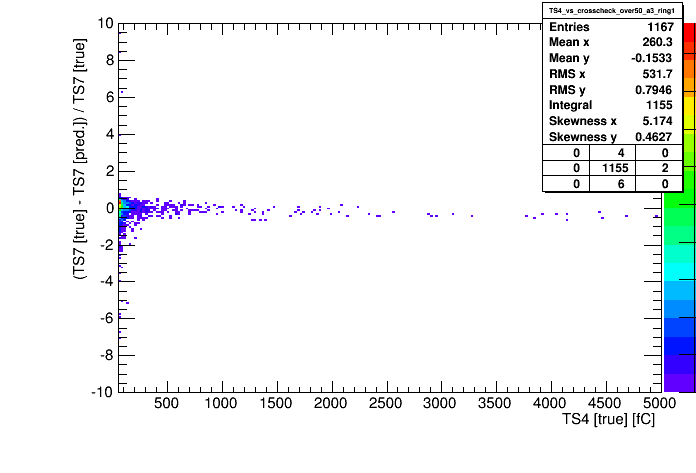 TS4_vs_crosscheck_over50_a3_ring1
Entries 1167
Mean x 260.3
Mean y -0.1533
RMS x 531.7
RMS y 0.7946
Integral 1155
Skewness x 5.174
Skewness y 0.4627
0 4 0
0 1155 2
0 6 0
(TS7 [true] - TS7 [pred.]) / TS7 [true]
10
8
6
4
2
0
-2
-4
-6
-8
-10
500 1000 1500 2000 2500 3000 3500 4000 4500 5000
TS4 [true] [fC]